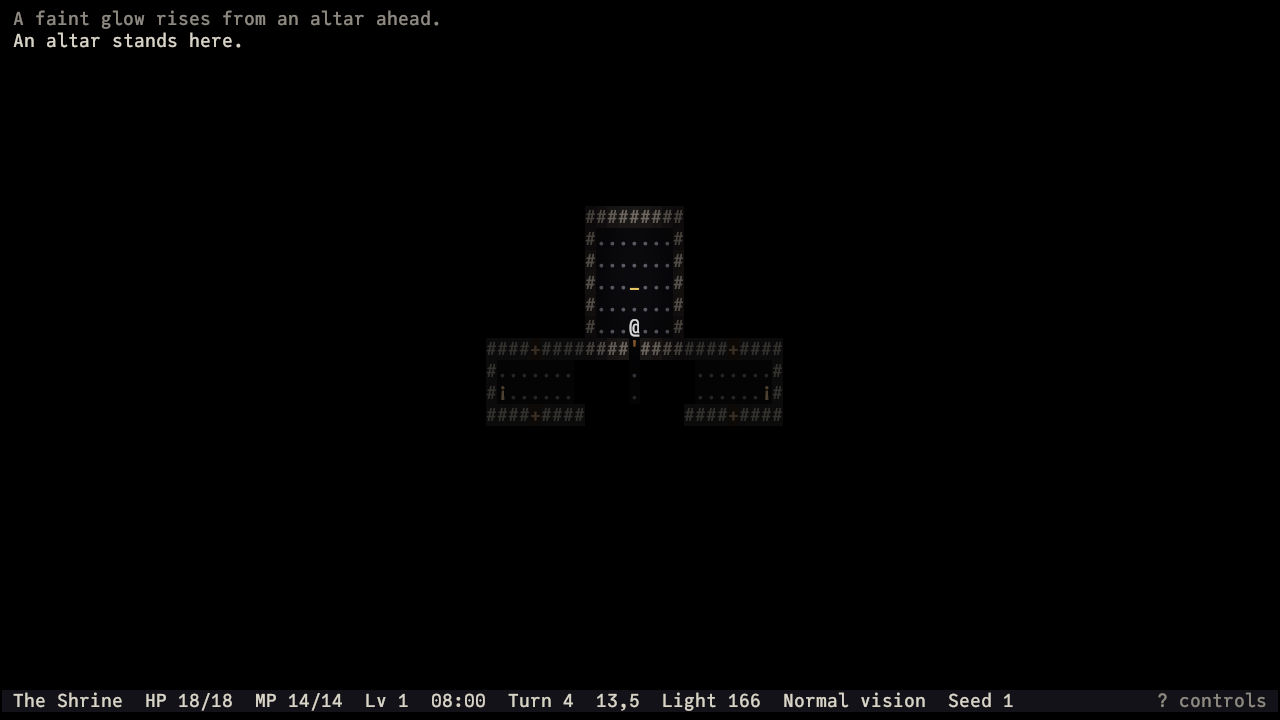 A faint glow rises from an altar ahead.
An altar stands here.
#########
#.......#
#.......#
#..._...#
#.......#
#...@...#
####+########'########+####
#....... . .......#
#¡...... . ......¡#
####+#### ####+####
The Shrine HP 18/18 MP 14/14 Lv 1 08:00 Turn 4 13,5 Light 166 Normal vision Seed 1 ? controls